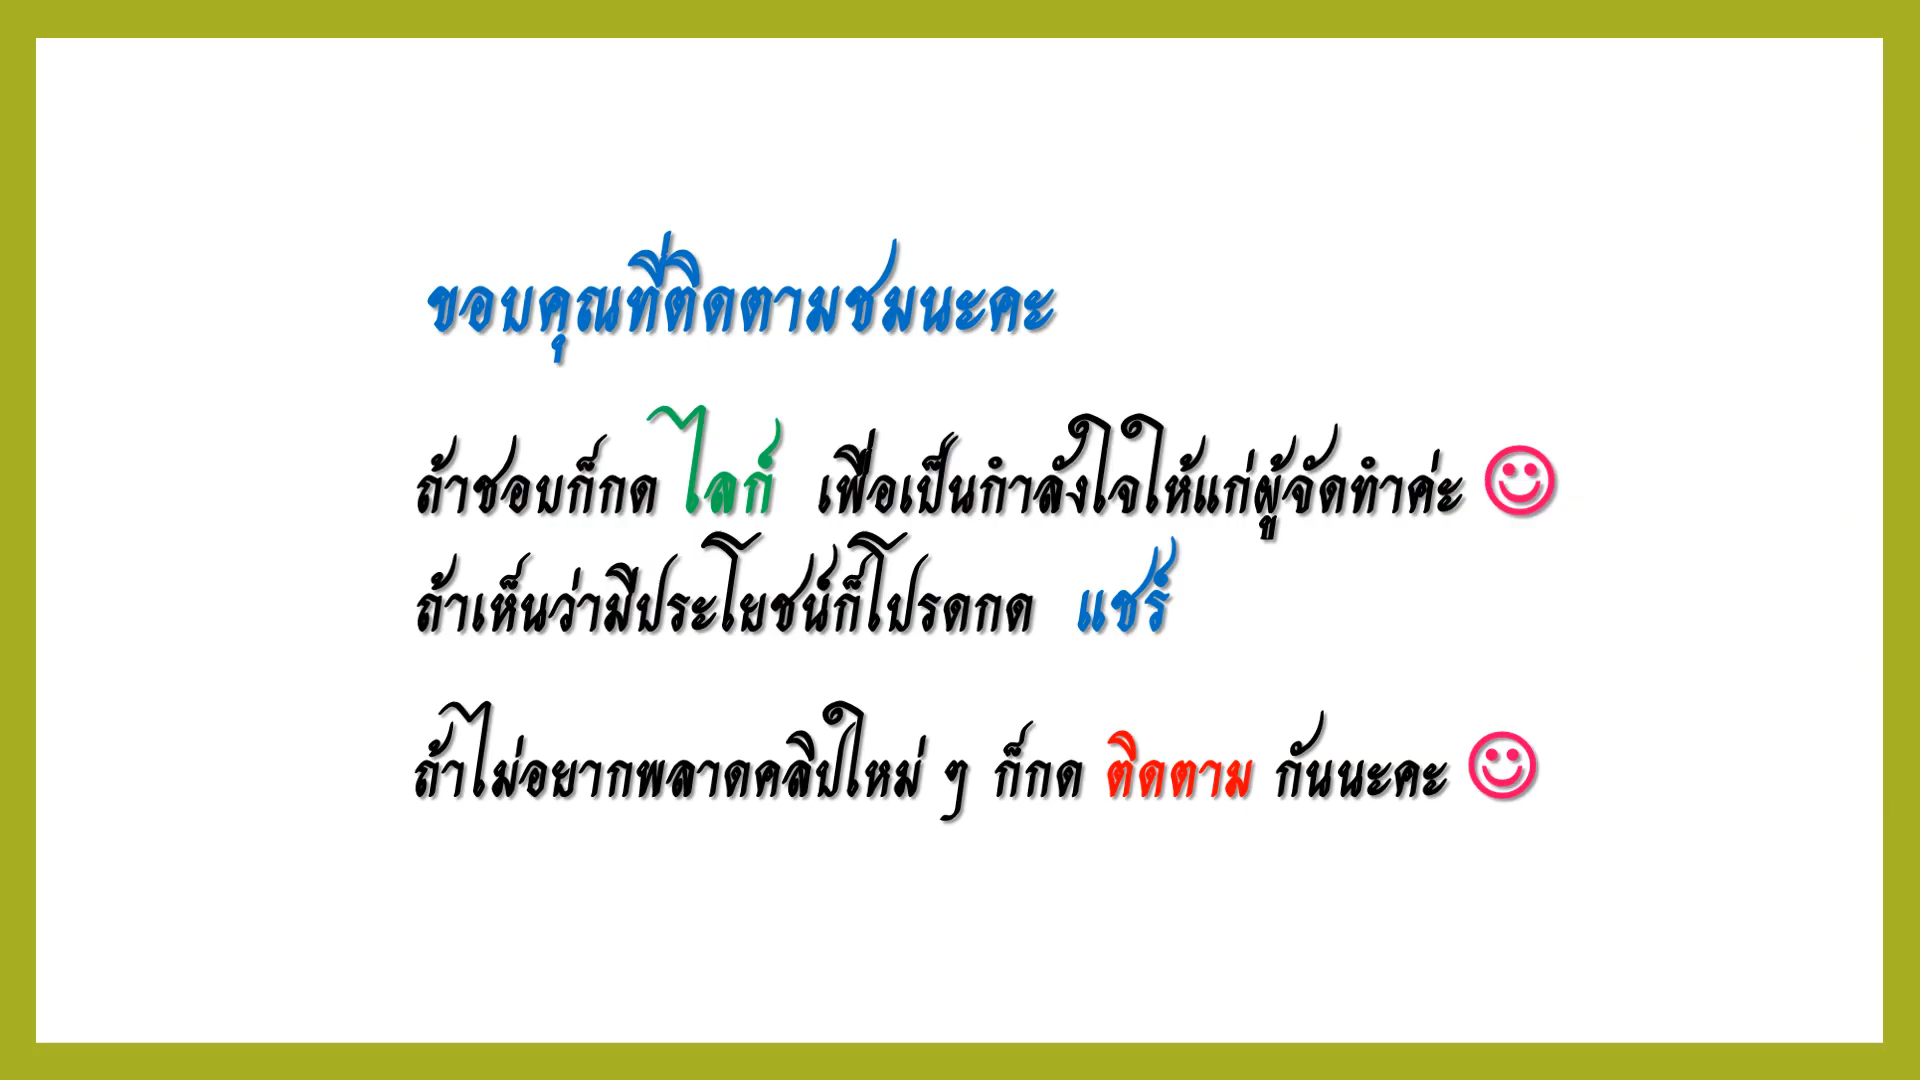 ขอบคุณที่ติดตามชมนะคะ
ถ้าชอบก็กด ไลก์ เพื่อเป็นกำลังใจให้แก่ผู้จัดทำค่ะ ☺
ถ้าเห็นว่ามีประโยชน์ก็โปรดกด แชร์
ถ้าไม่อยากพลาดคลิปใหม่ ๆ ก็กด ติดตาม กันนะคะ ☺